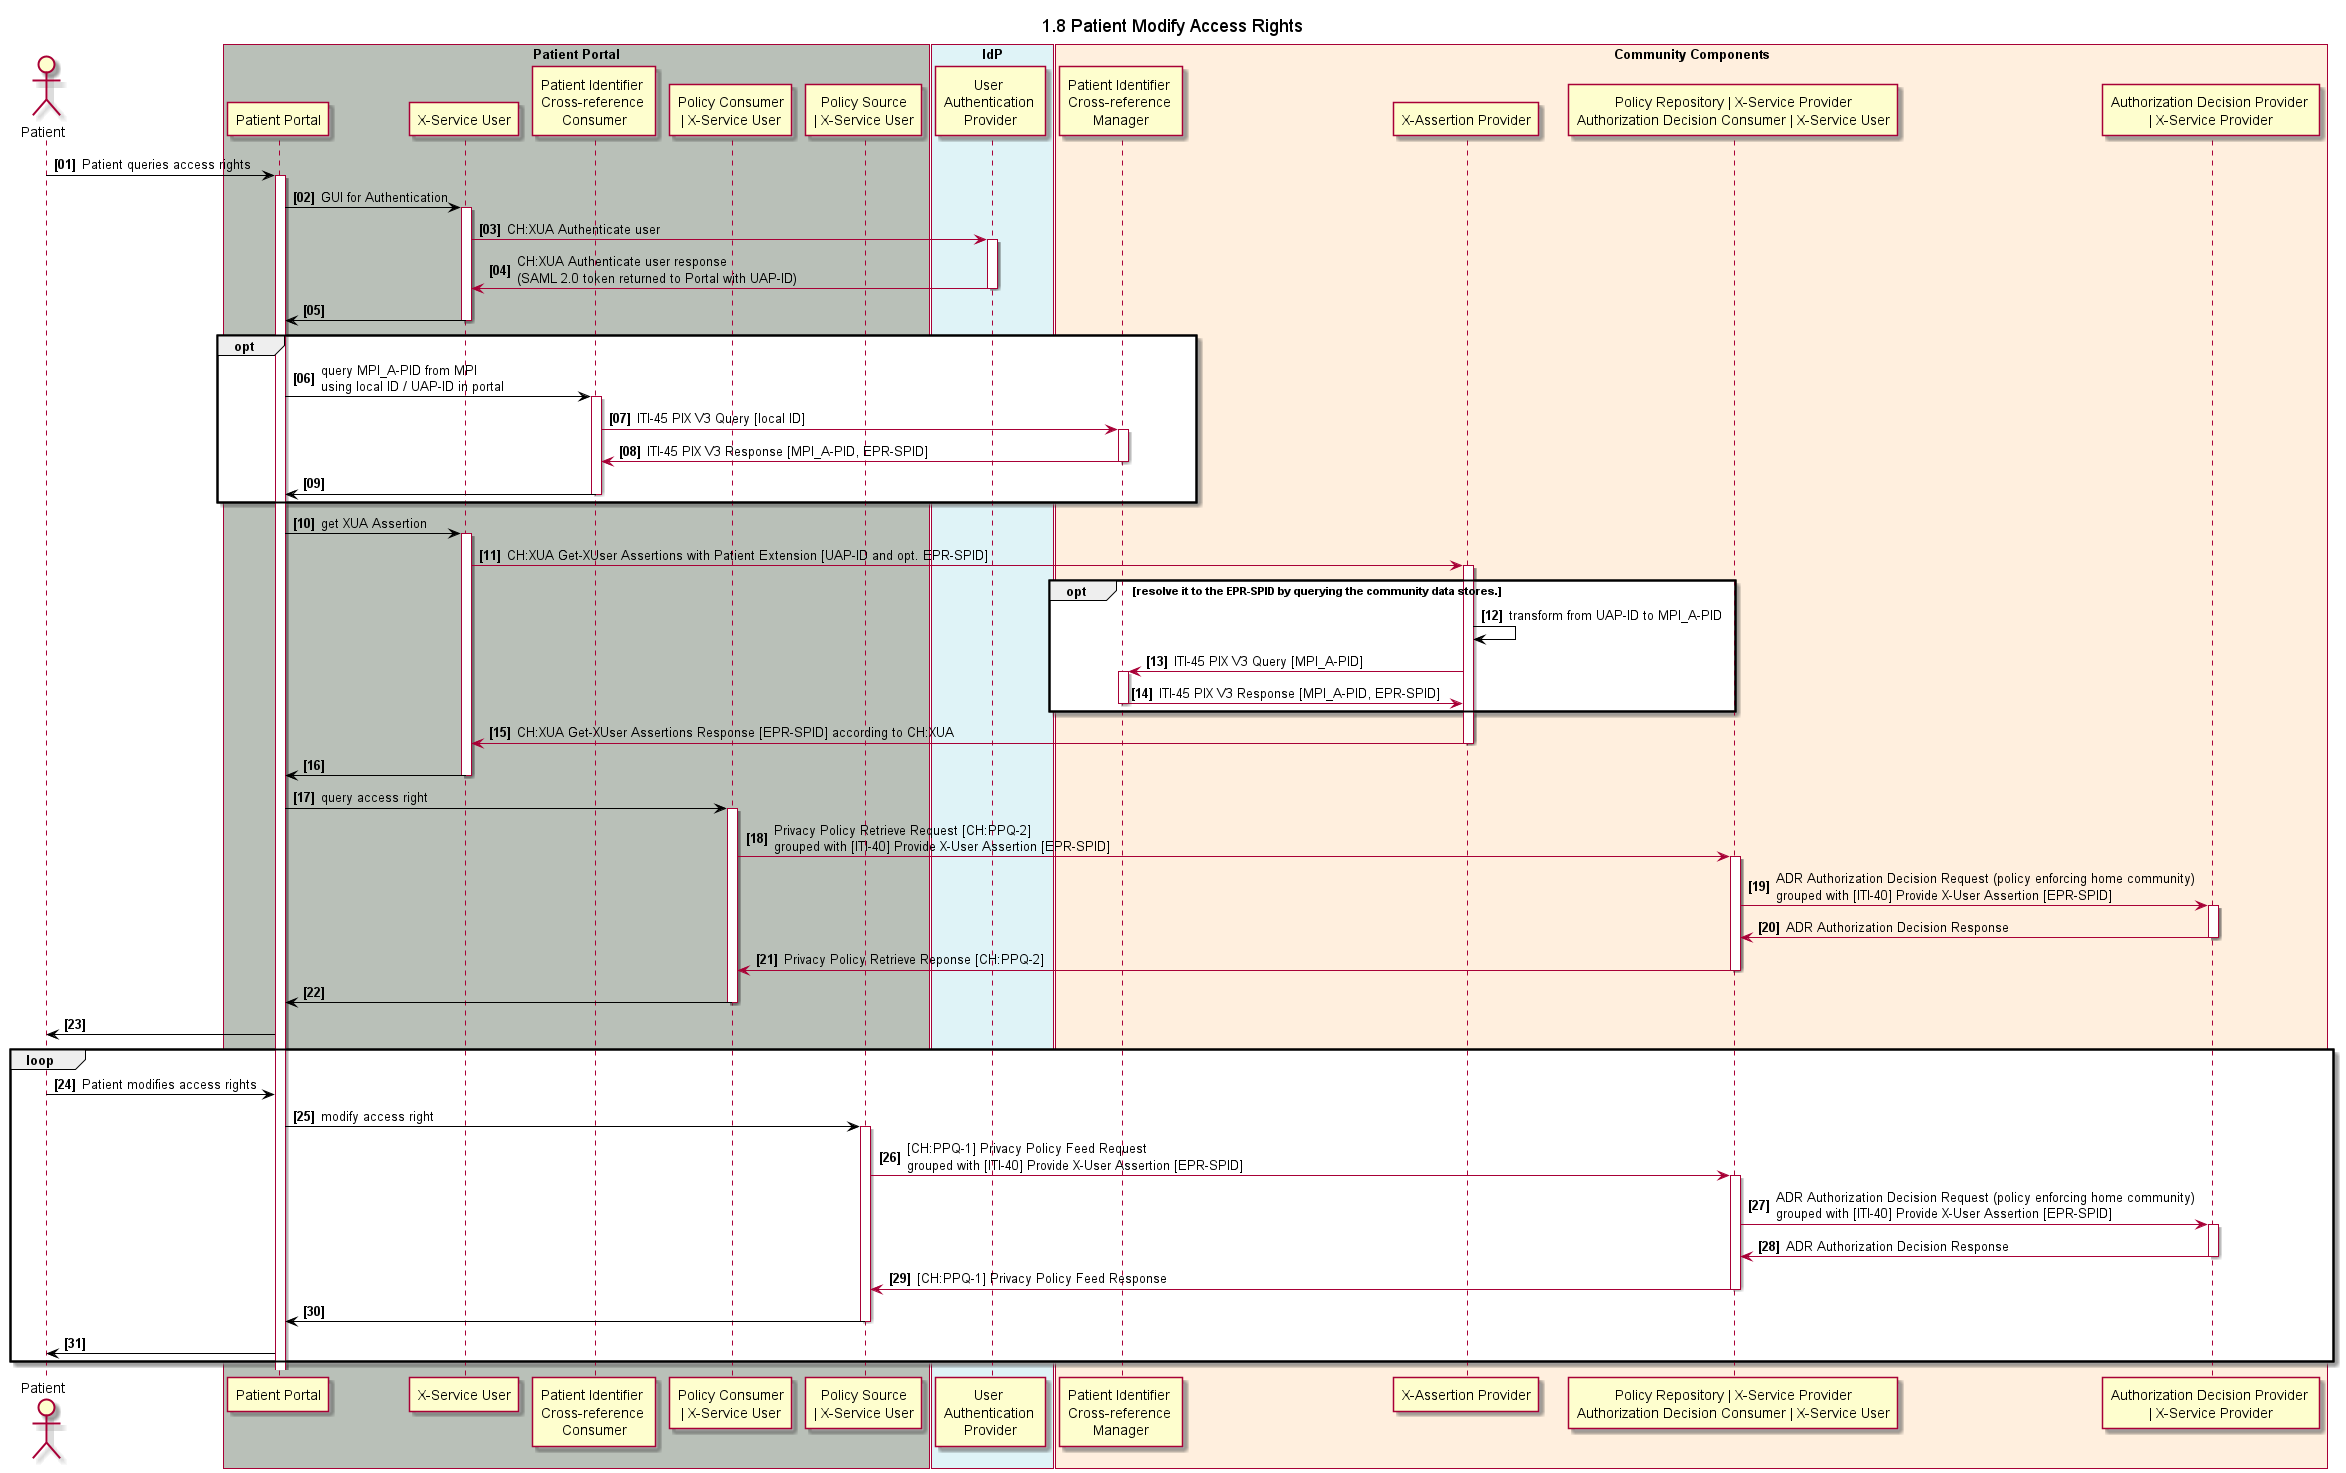 1.8 Patient Modify Access Rights
Patient Portal
IdP
Community Components
Patient
Patient Portal
X-Service User
Patient Identifier
Cross-reference
Consumer
Policy Consumer
| X-Service User
Policy Source
| X-Service User
User
Authentication
Provider
Patient Identifier
Cross-reference
Manager
X-Assertion Provider
Policy Repository | X-Service Provider
Authorization Decision Consumer | X-Service User
Authorization Decision Provider
| X-Service Provider
[01] Patient queries access rights
[02] GUI for Authentication
[03] CH:XUA Authenticate user
[04] CH:XUA Authenticate user response
(SAML 2.0 token returned to Portal with UAP-ID)
[05]
opt
[06] query MPI_A-PID from MPI
using local ID / UAP-ID in portal
[07] ITI-45 PIX V3 Query [local ID]
[08] ITI-45 PIX V3 Response [MPI_A-PID, EPR-SPID]
[09]
[10] get XUA Assertion
[11] CH:XUA Get-XUser Assertions with Patient Extension [UAP-ID and opt. EPR-SPID]
opt [resolve it to the EPR-SPID by querying the community data stores.]
[12] transform from UAP-ID to MPI_A-PID
[13] ITI-45 PIX V3 Query [MPI_A-PID]
[14] ITI-45 PIX V3 Response [MPI_A-PID, EPR-SPID]
[15] CH:XUA Get-XUser Assertions Response [EPR-SPID] according to CH:XUA
[16]
[17] query access right
[18] Privacy Policy Retrieve Request [CH:PPQ-2]
grouped with [ITI-40] Provide X-User Assertion [EPR-SPID]
[19] ADR Authorization Decision Request (policy enforcing home community)
grouped with [ITI-40] Provide X-User Assertion [EPR-SPID]
[20] ADR Authorization Decision Response
[21] Privacy Policy Retrieve Reponse [CH:PPQ-2]
[22]
[23]
loop
[24] Patient modifies access rights
[25] modify access right
[26] [CH:PPQ-1] Privacy Policy Feed Request
grouped with [ITI-40] Provide X-User Assertion [EPR-SPID]
[27] ADR Authorization Decision Request (policy enforcing home community)
grouped with [ITI-40] Provide X-User Assertion [EPR-SPID]
[28] ADR Authorization Decision Response
[29] [CH:PPQ-1] Privacy Policy Feed Response
[30]
[31]
Patient
Patient Portal
X-Service User
Patient Identifier
Cross-reference
Consumer
Policy Consumer
| X-Service User
Policy Source
| X-Service User
User
Authentication
Provider
Patient Identifier
Cross-reference
Manager
X-Assertion Provider
Policy Repository | X-Service Provider
Authorization Decision Consumer | X-Service User
Authorization Decision Provider
| X-Service Provider